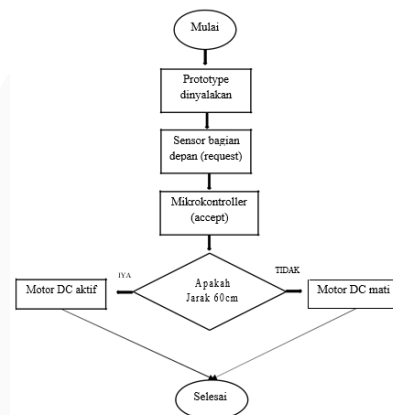 Mulai
Prototype
dinyalakan
Sensor bagian
depan (request)
Mikrokontroller
(accept)
Apakah
Jarak 60cm
IYA
TIDAK
Motor DC aktif
Motor DC mati
Selesai